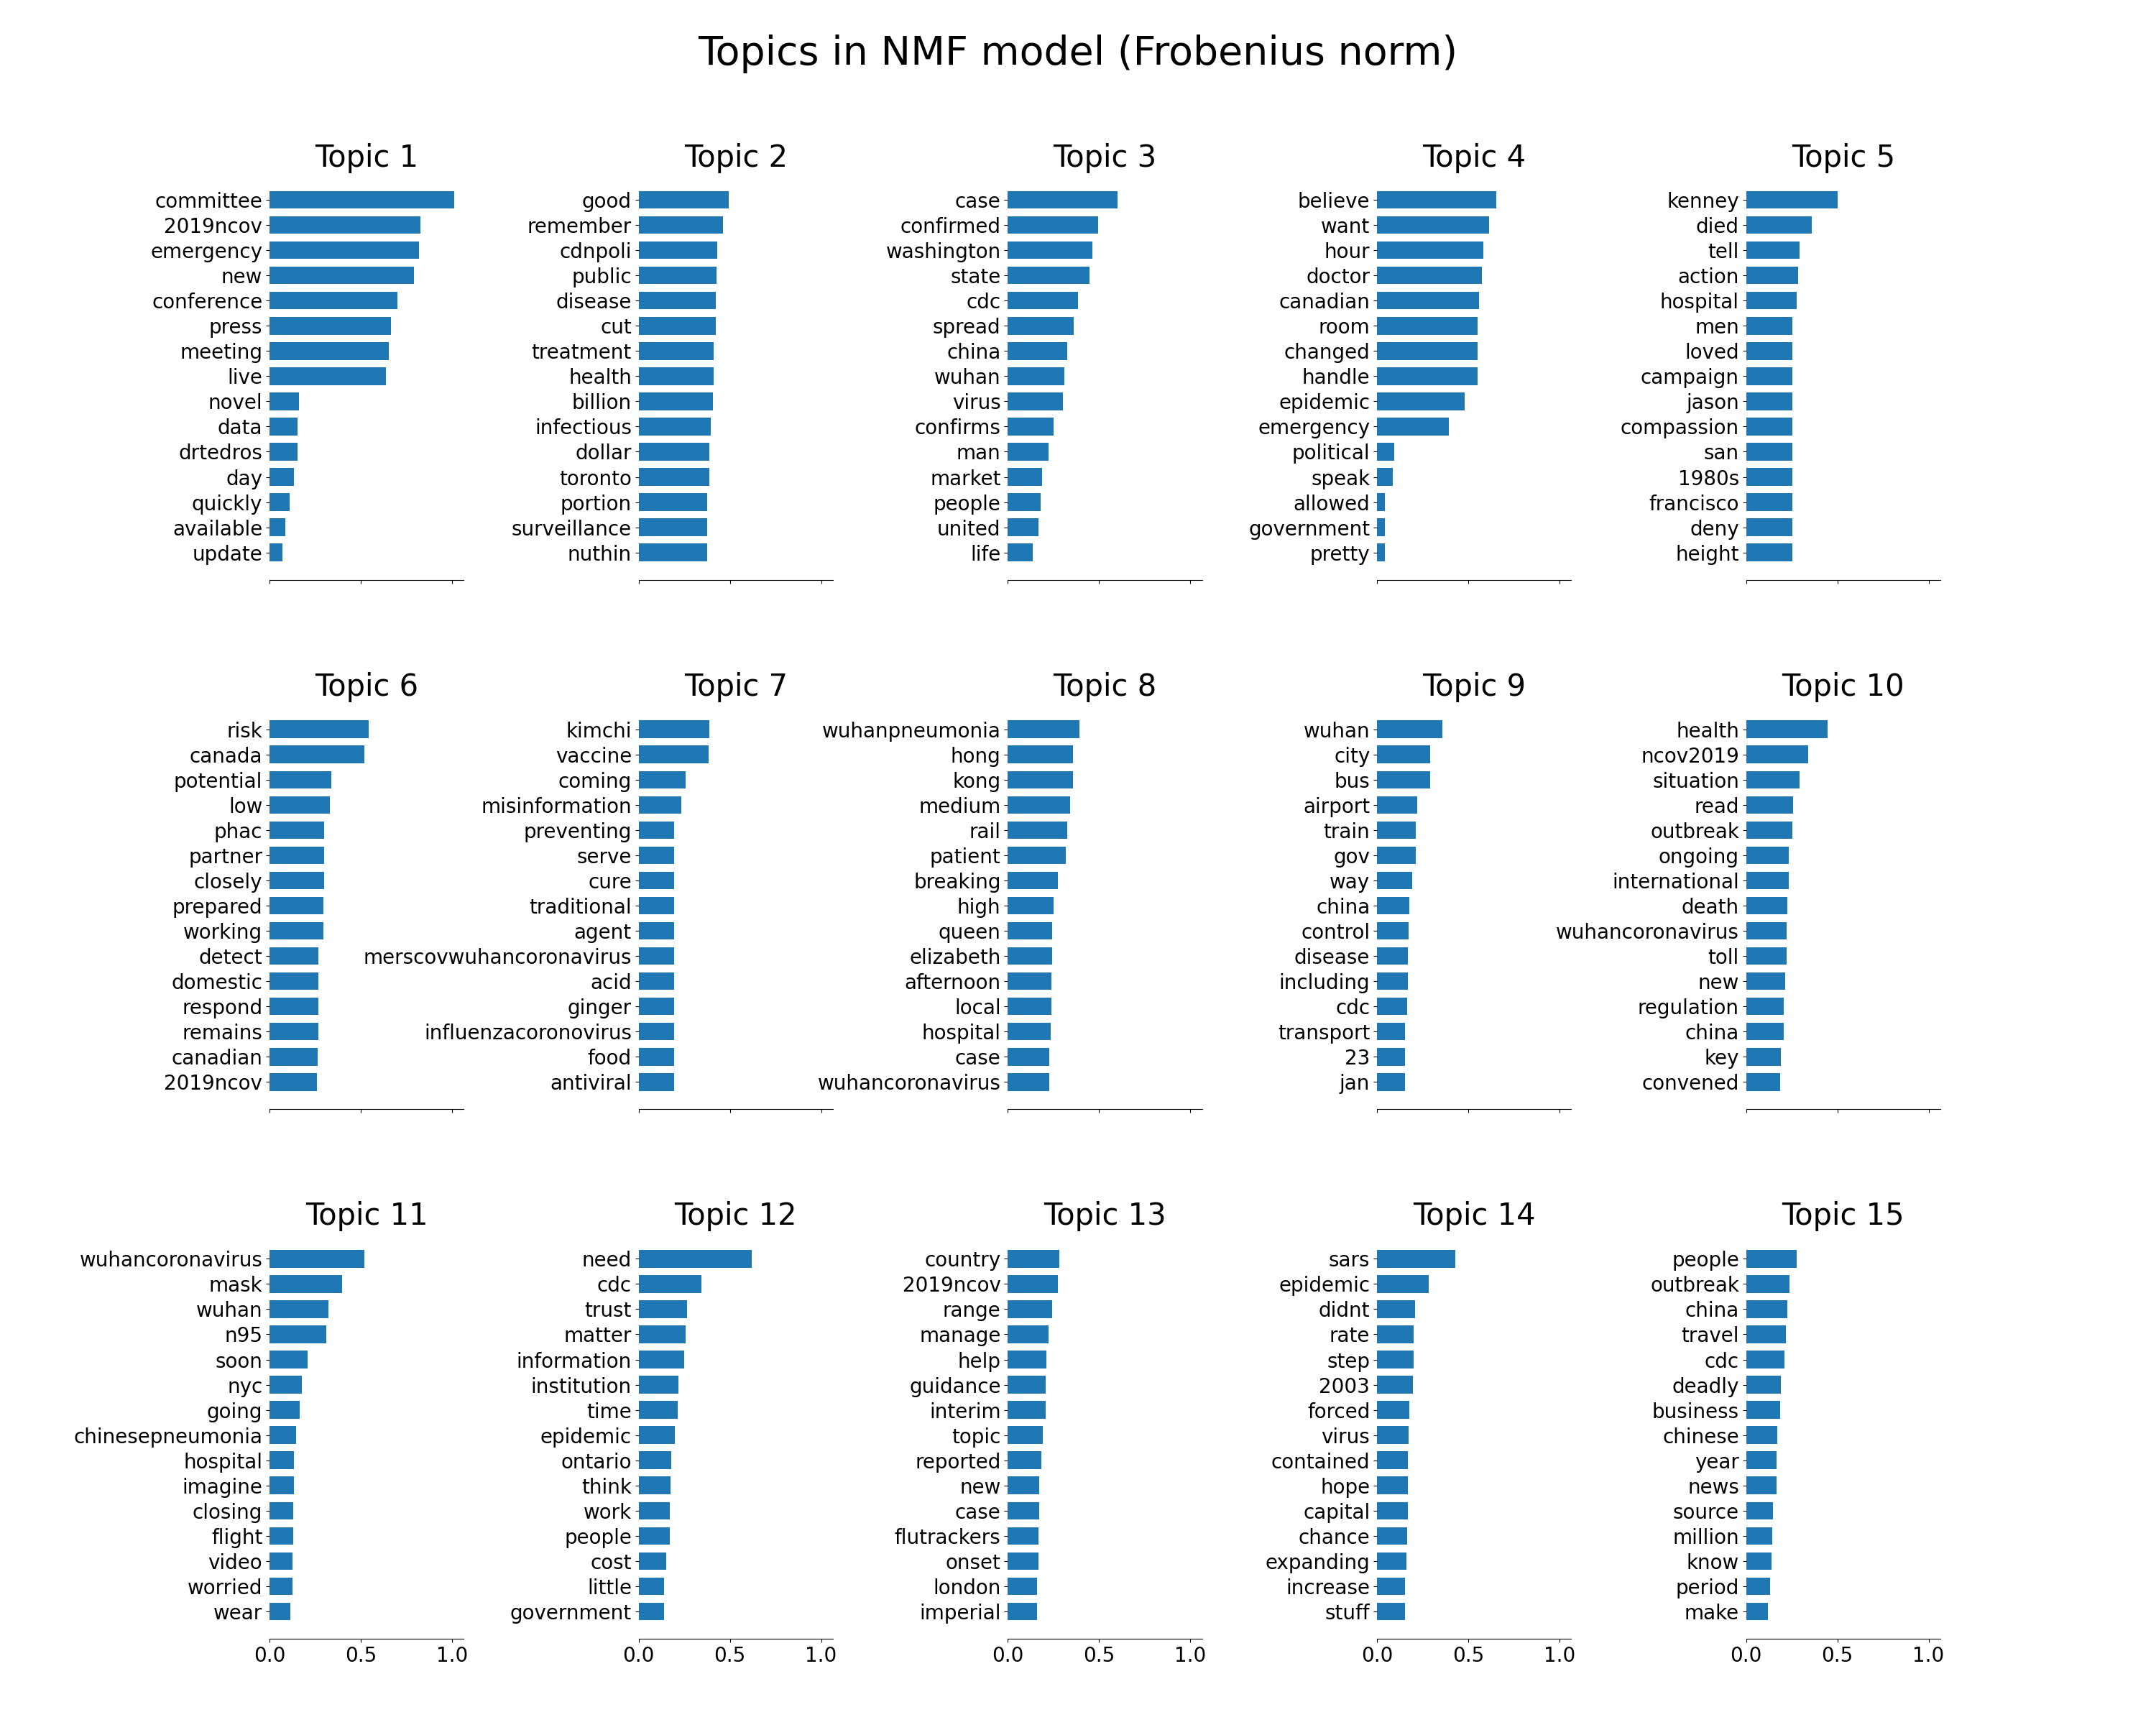 Topics in NMF model (Frobenius norm)
Topic 1
committee
2019ncov
emergency
new
conference
press
meeting
live
novel
data
drtedros
day
quickly
available
update
Topic 2
good
remember
cdnpoli
public
disease
cut
treatment
health
billion
infectious
dollar
toronto
portion
surveillance
nuthin
Topic 3
case
confirmed
washington
state
cdc
spread
china
wuhan
virus
confirms
man
market
people
united
life
Topic 4
believe
want
hour
doctor
canadian
room
changed
handle
epidemic
emergency
political
speak
allowed
government
pretty
Topic 5
kenney
died
tell
action
hospital
men
loved
campaign
jason
compassion
san
1980s
francisco
deny
height
Topic 6
risk
canada
potential
low
phac
partner
closely
prepared
working
detect
domestic
respond
remains
canadian
2019ncov
Topic 7
kimchi
vaccine
coming
misinformation
preventing
serve
cure
traditional
agent
merscovwuhancoronavirus
acid
ginger
influenzacoronovirus
food
antiviral
Topic 8
wuhanpneumonia
hong
kong
medium
rail
patient
breaking
high
queen
elizabeth
afternoon
local
hospital
case
wuhancoronavirus
Topic 9
wuhan
city
bus
airport
train
gov
way
china
control
disease
including
cdc
transport
23
jan
Topic 10
health
ncov2019
situation
read
outbreak
ongoing
international
death
wuhancoronavirus
toll
new
regulation
china
key
convened
Topic 11
wuhancoronavirus
mask
wuhan
n95
soon
nyc
going
chinesepneumonia
hospital
imagine
closing
flight
video
worried
wear
0.0 0.5 1.0
Topic 12
need
cdc
trust
matter
information
institution
time
epidemic
ontario
think
work
people
cost
little
government
0.0 0.5 1.0
Topic 13
country
2019ncov
range
manage
help
guidance
interim
topic
reported
new
case
flutrackers
onset
london
imperial
0.0 0.5 1.0
Topic 14
sars
epidemic
didnt
rate
step
2003
forced
virus
contained
hope
capital
chance
expanding
increase
stuff
0.0 0.5 1.0
Topic 15
people
outbreak
china
travel
cdc
deadly
business
chinese
year
news
source
million
know
period
make
0.0 0.5 1.0